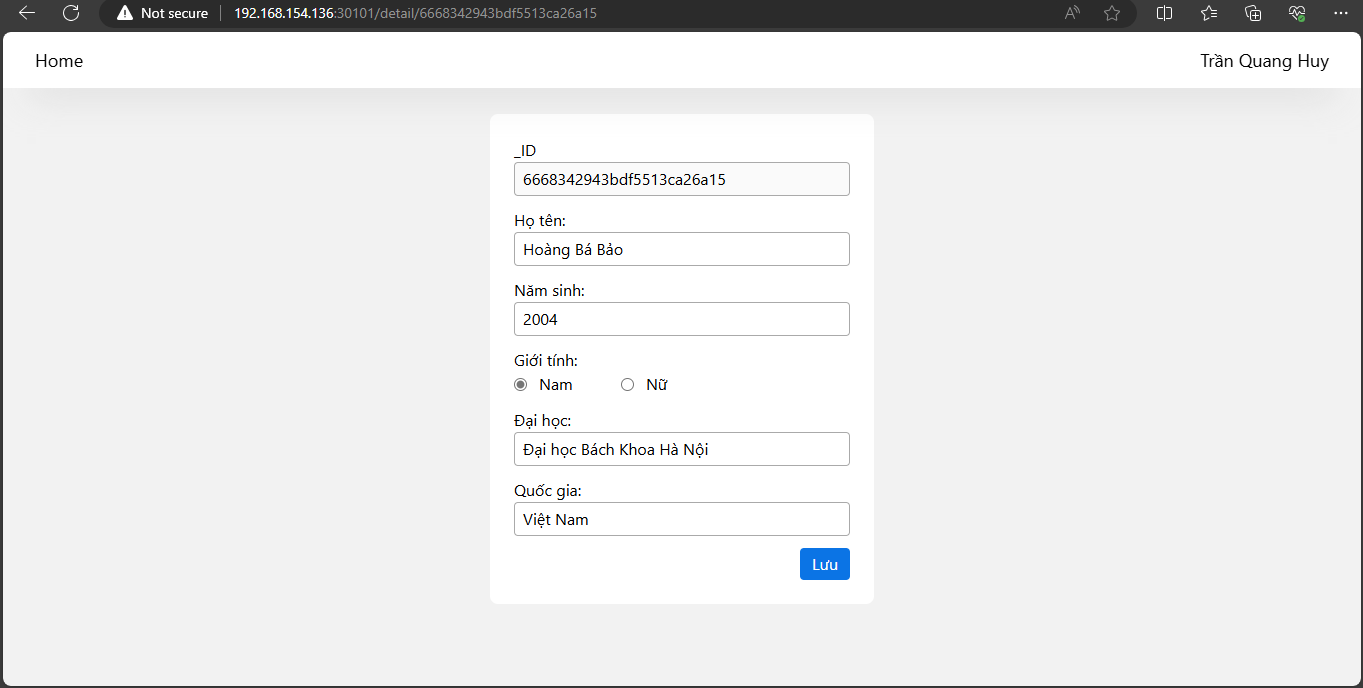 Not secure 192.168.154.136:30101/detail/6668342943bdf5513ca26a15
Home Trần Quang Huy
_ID
6668342943bdf5513ca26a15
Họ tên:
Hoàng Bá Bảo
Năm sinh:
2004
Giới tính:
Nam Nữ
Đại học:
Đại học Bách Khoa Hà Nội
Quốc gia:
Việt Nam
Lưu